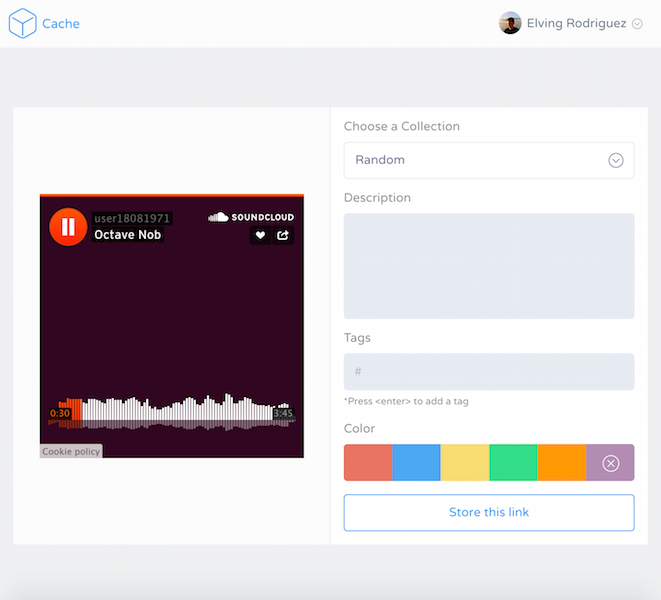 Cache
Elving Rodriguez
user18081971
SOUNDCLOUD
Octave Nob
0:30
3:45
Cookie policy
Choose a Collection
Random
Description
Tags
#
*Press <enter> to add a tag
Color
Store this link